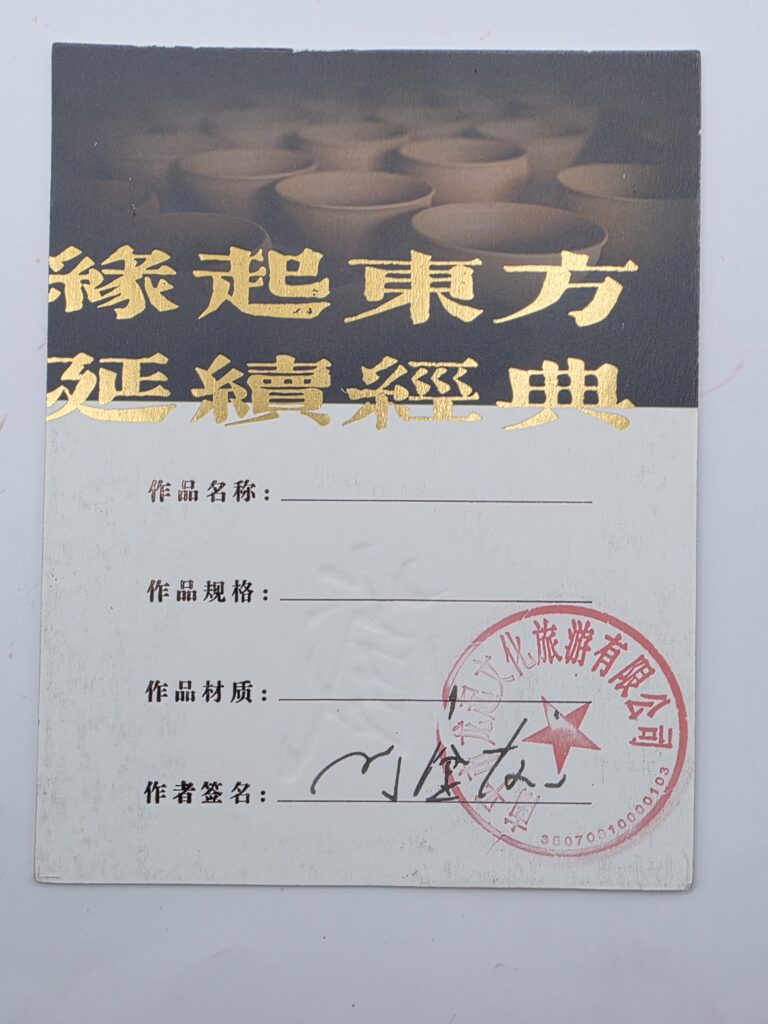 緣起東方
延續經典
作品名称：
作品规格：
作品材质：
作者签名：
文化旅游有限公司